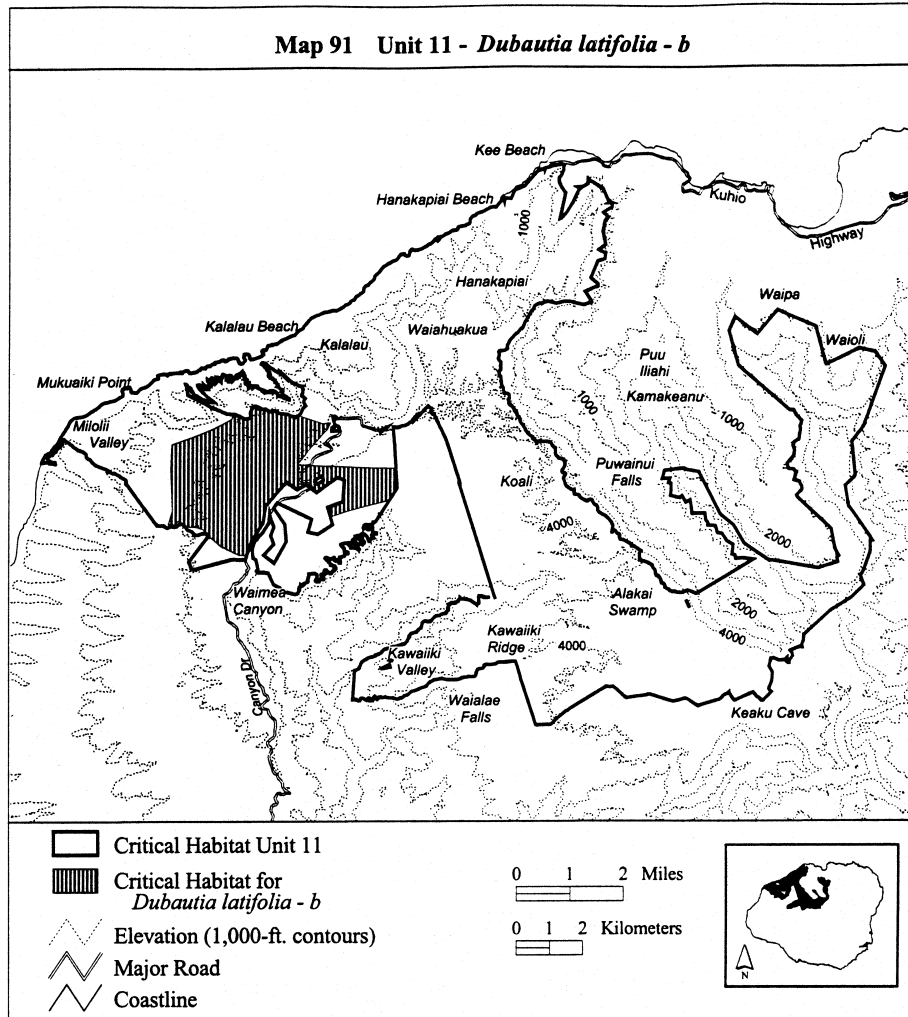 Map 91 Unit 11 - Dubautia latifolia - b
Kee Beach
Hanakapiai Beach
Kuhio
Highway
1000
Hanakapiai
Waipa
Kalalau Beach
Waiahuakua
Kalalau
Waioli
Puu
Iliahi
Mukuaiki Point
Kamakeanu
1000
1000
Milolii
Valley
Puwainui
Falls
Koali
4000
2000
Waimea
Canyon
Alakai
Swamp
2000
4000
Kawaiiki
Ridge
4000
Kawaiiki
Valley
Canyon Dr
Waialae
Falls
Keaku Cave
Critical Habitat Unit 11
Critical Habitat for
Dubautia latifolia - b
Elevation (1,000-ft. contours)
Major Road
Coastline
0 1 2 Miles
0 1 2 Kilometers
N